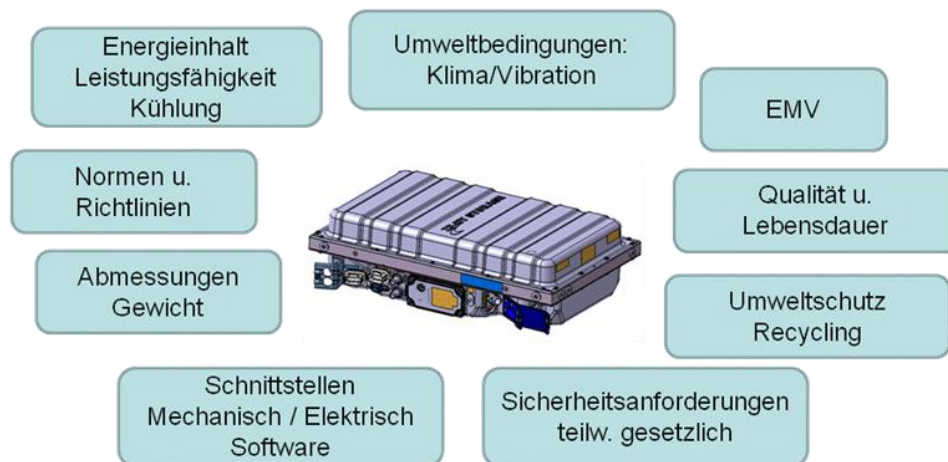 Energieinhalt
Leistungsfähigkeit
Kühlung
Umweltbedingungen:
Klima/Vibration
EMV
Normen u.
Richtlinien
Qualität u.
Lebensdauer
Abmessungen
Gewicht
Umweltschutz
Recycling
Schnittstellen
Mechanisch / Elektrisch
Software
Sicherheitsanforderungen
teilw. gesetzlich